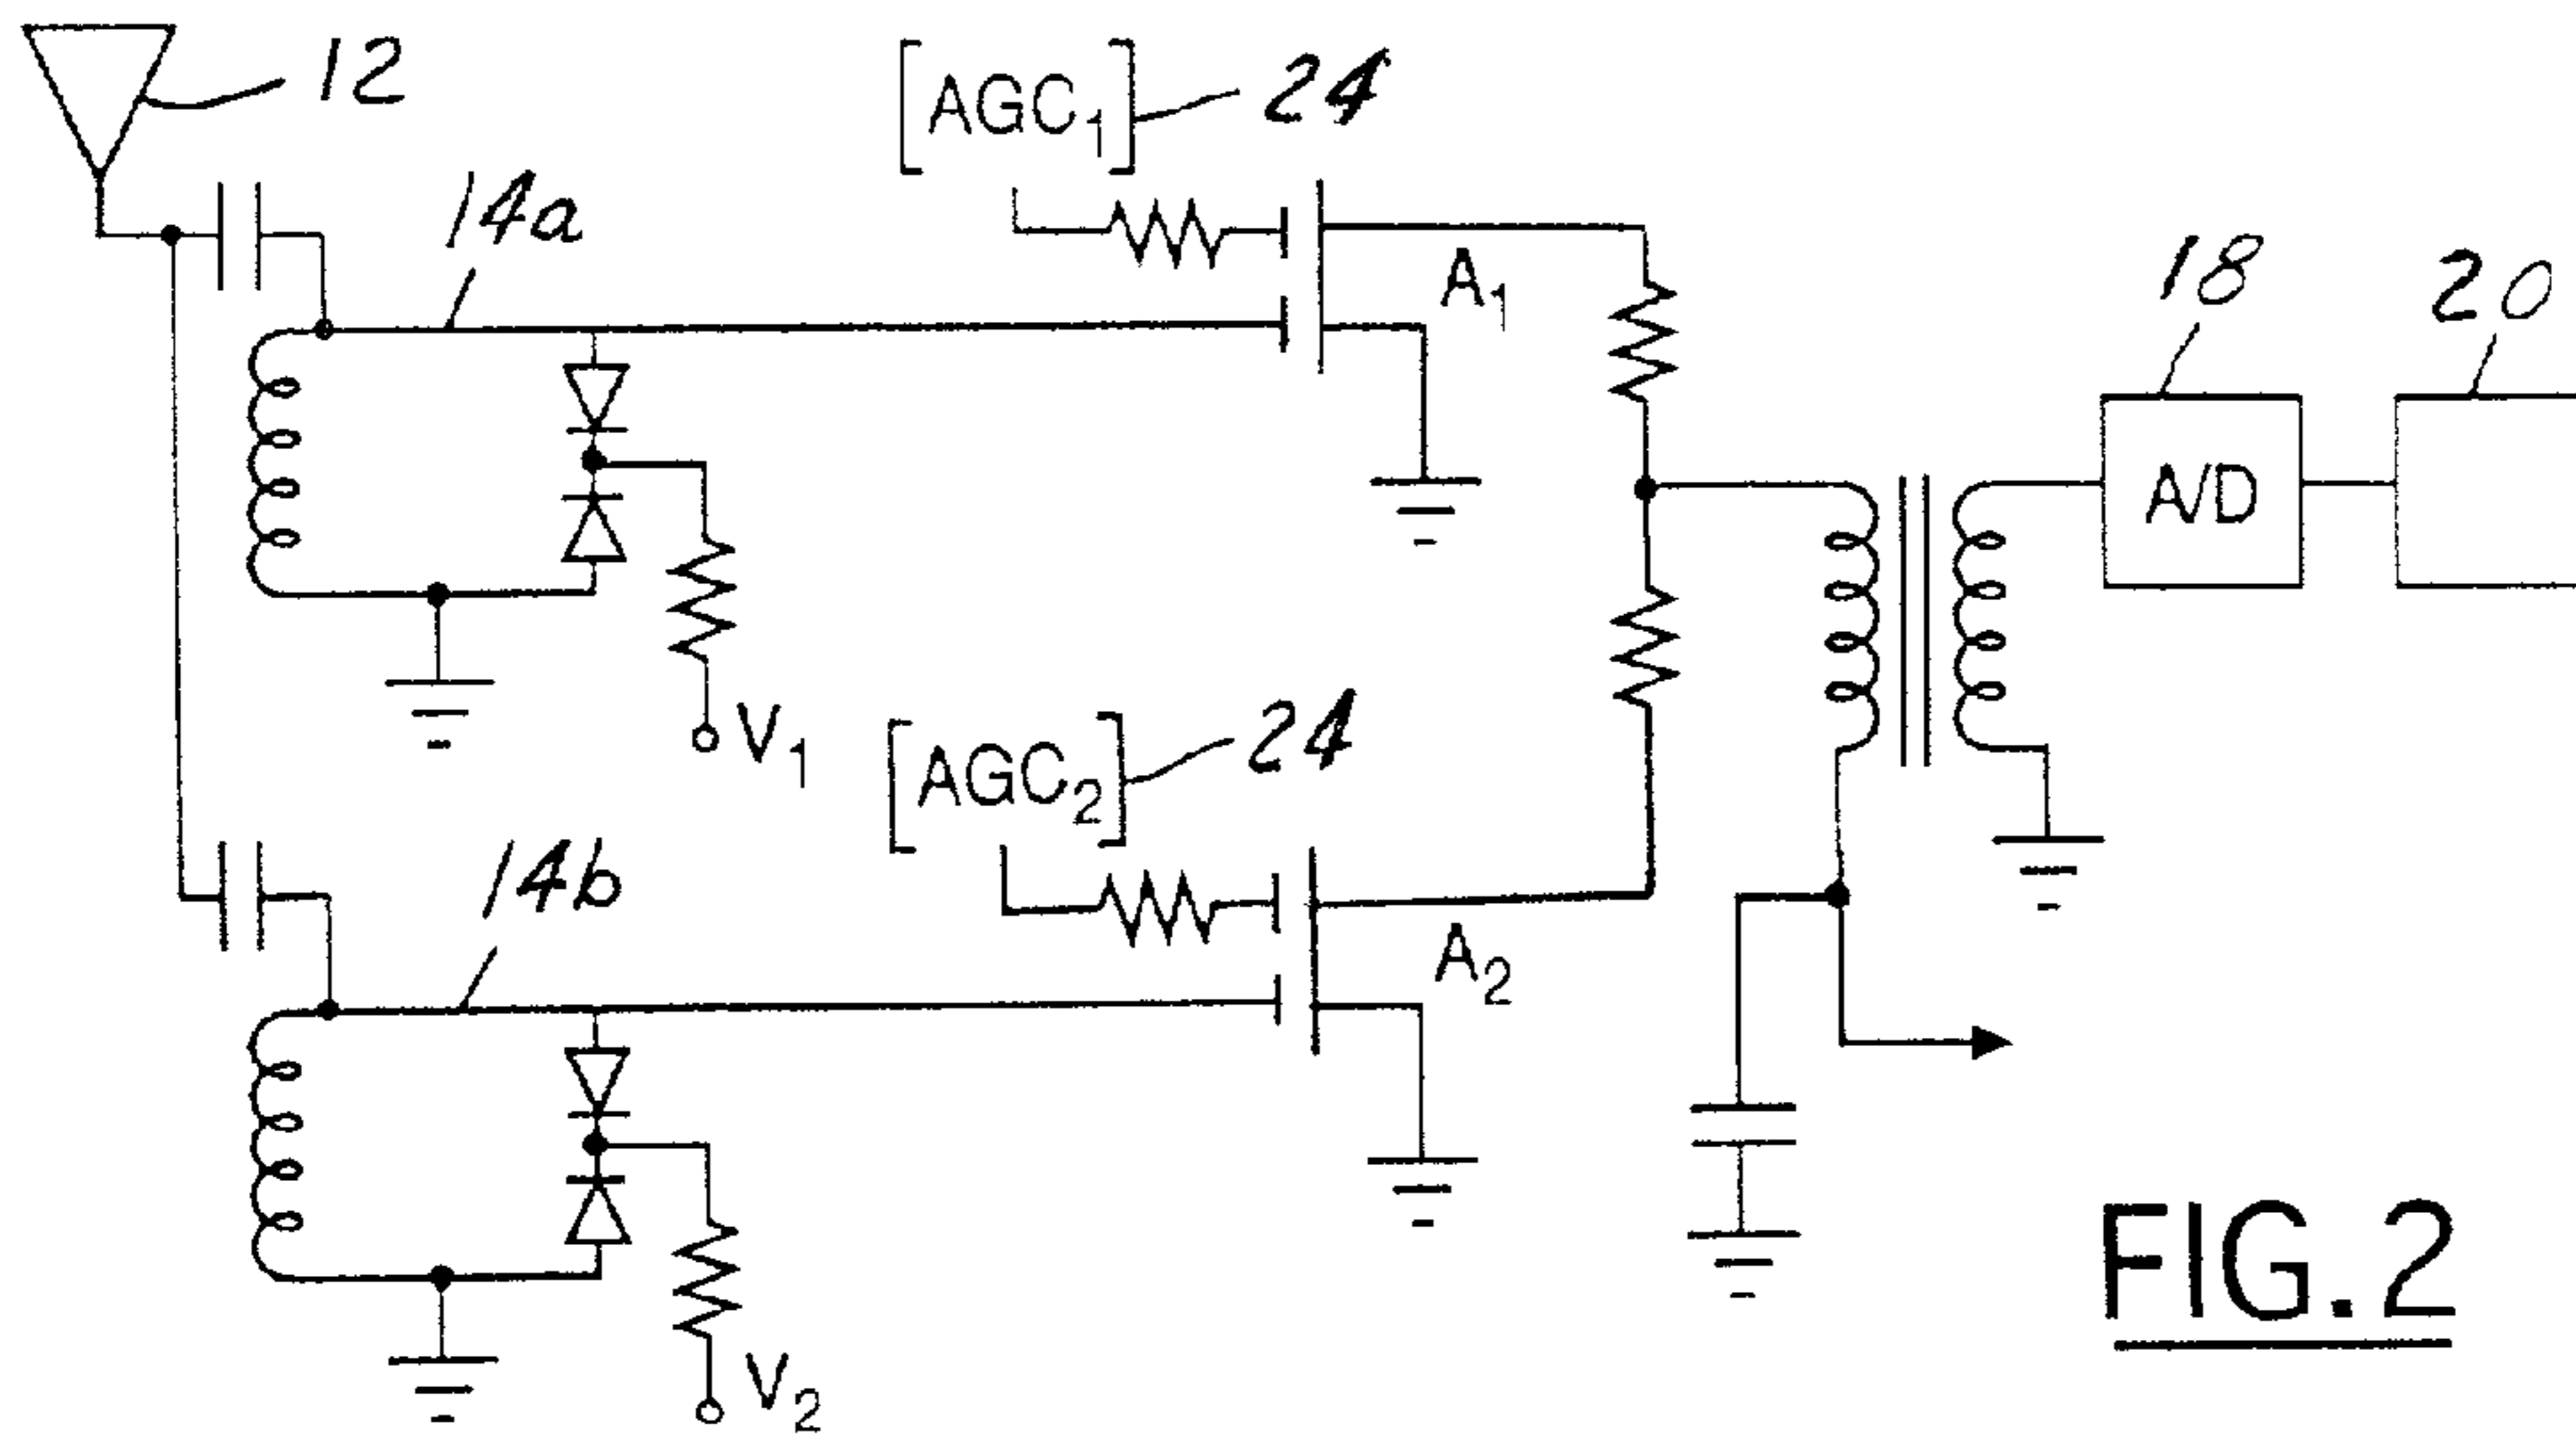 12
[AGC₁] 24
14a
A₁
18
20
A/D
V₁
[AGC₂] 24
14b
A₂
V₂
FIG.2